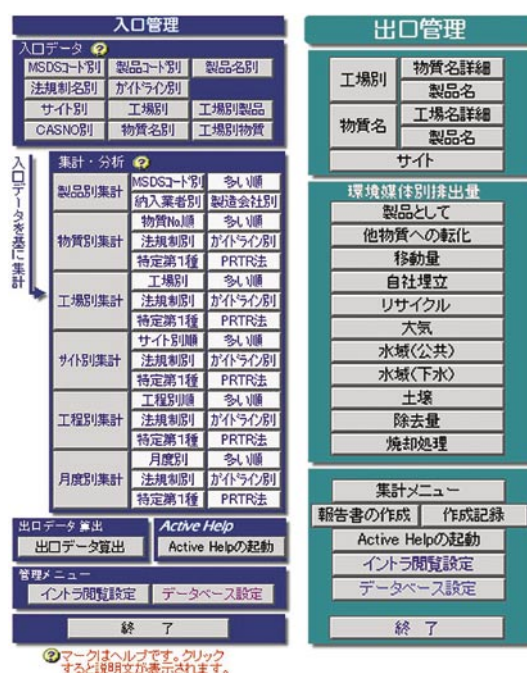 入口管理
入口データ ?
MSDSコード別 製品コード別 製品名別
法規制名別 ガイドライン別
サイト別 工場別 工場別製品
CASNO別 物質名別 工場別物質
入口データを基に集計
集計・分析 ?
製品別集計 MSDSコード別 多い順
納入業者別 製造会社別
物質別集計 物質No.順 多い順
法規制別 ガイドライン別
特定第1種 PRTR法
工場別集計 工場別 多い順
法規制別 ガイドライン別
特定第1種 PRTR法
サイト別集計 サイト別順 多い順
法規制別 ガイドライン別
特定第1種 PRTR法
工程別集計 工程別順 多い順
法規制別 ガイドライン別
特定第1種 PRTR法
月度別集計 月度別 多い順
法規制別 ガイドライン別
特定第1種 PRTR法
出口データ算出 Active Help
出口データ算出 Active Helpの起動
管理メニュー
イントラ閲覧設定 データベース設定
終 了
?マークはヘルプです。クリック
すると説明文が表示されます。
出口管理
工場別 物質名詳細
製品名
物質名 工場名詳細
製品名
サイト
環境媒体別排出量
製品として
他物質への転化
移動量
自社埋立
リサイクル
大気
水域(公共)
水域(下水)
土壌
除去量
焼却処理
集計メニュー
報告書の作成 作成記録
Active Helpの起動
イントラ閲覧設定
データベース設定
終 了